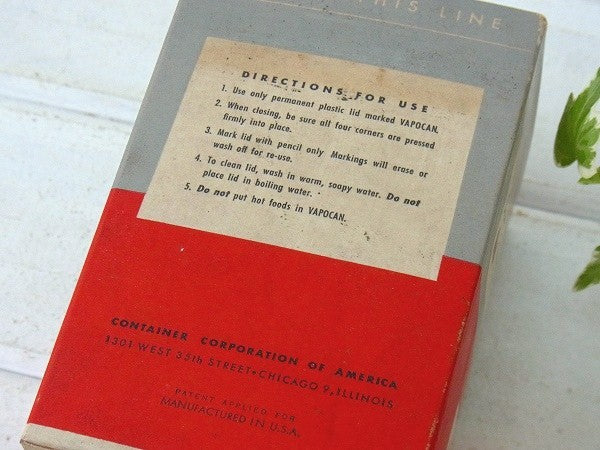 THIS LINE
DIRECTIONS FOR USE
1. Use only permanent plastic lid marked VAPOCAN.
2. When closing, be sure all four corners are pressed
firmly into place.
3. Mark lid with pencil only Markings will erase or
wash off for re-use.
4. To clean lid, wash in warm, soapy water. Do not
place lid in boiling water.
5. Do not put hot foods in VAPOCAN.
CONTAINER CORPORATION OF AMERICA
1301 WEST 35th STREET • CHICAGO 9, ILLINOIS
PATENT APPLIED FOR
MANUFACTURED IN U.S.A.